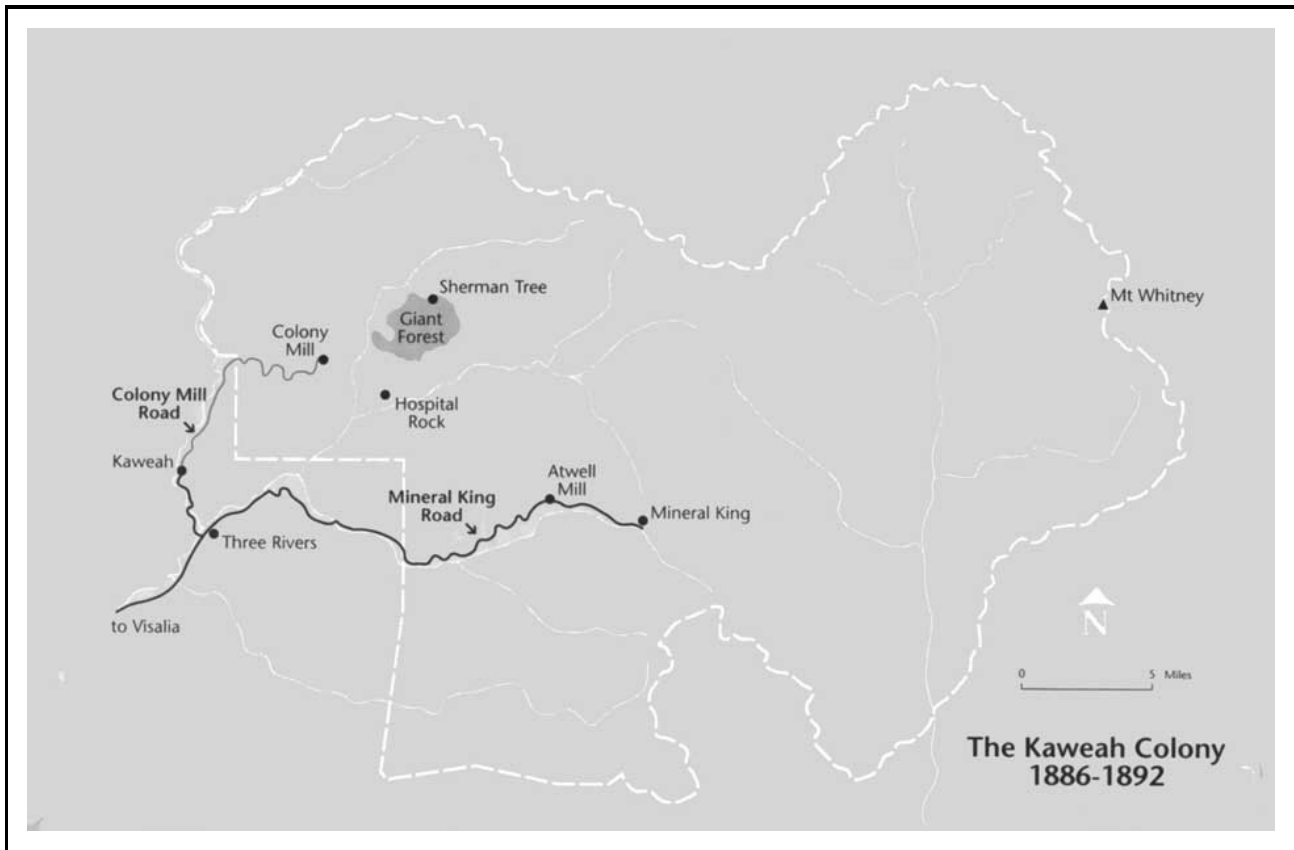 Sherman Tree
Giant
Forest
Mt Whitney
Colony
Mill
Colony Mill
Road
Hospital
Rock
Kaweah
Atwell
Mill
Mineral King
Road
Mineral King
Three Rivers
to Visalia
N
0 5 Miles
The Kaweah Colony
1886-1892